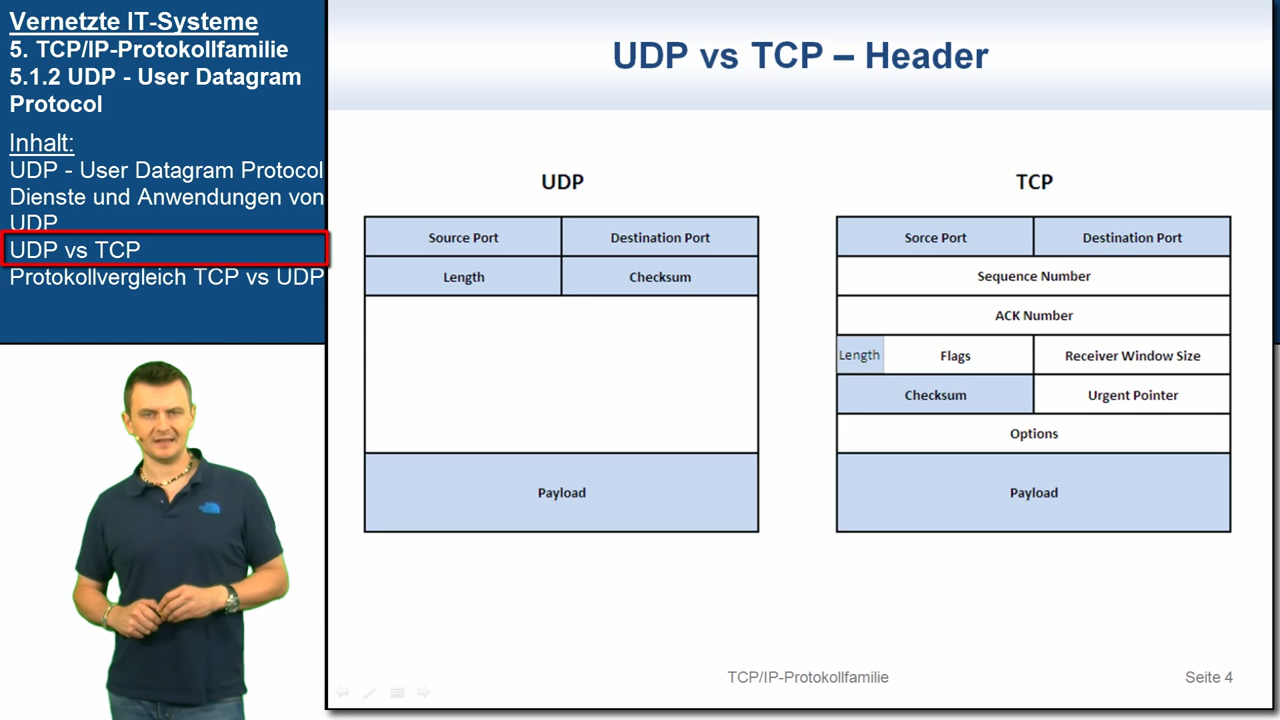 Vernetzte IT-Systeme
5. TCP/IP-Protokollfamilie
5.1.2 UDP - User Datagram
Protocol
Inhalt:
UDP - User Datagram Protocol
Dienste und Anwendungen von
UDP
UDP vs TCP
Protokollvergleich TCP vs UDP
UDP vs TCP – Header
UDP
Source Port
Destination Port
Length
Checksum
Payload
TCP
Sorce Port
Destination Port
Sequence Number
ACK Number
Length
Flags
Receiver Window Size
Checksum
Urgent Pointer
Options
Payload
TCP/IP-Protokollfamilie
Seite 4